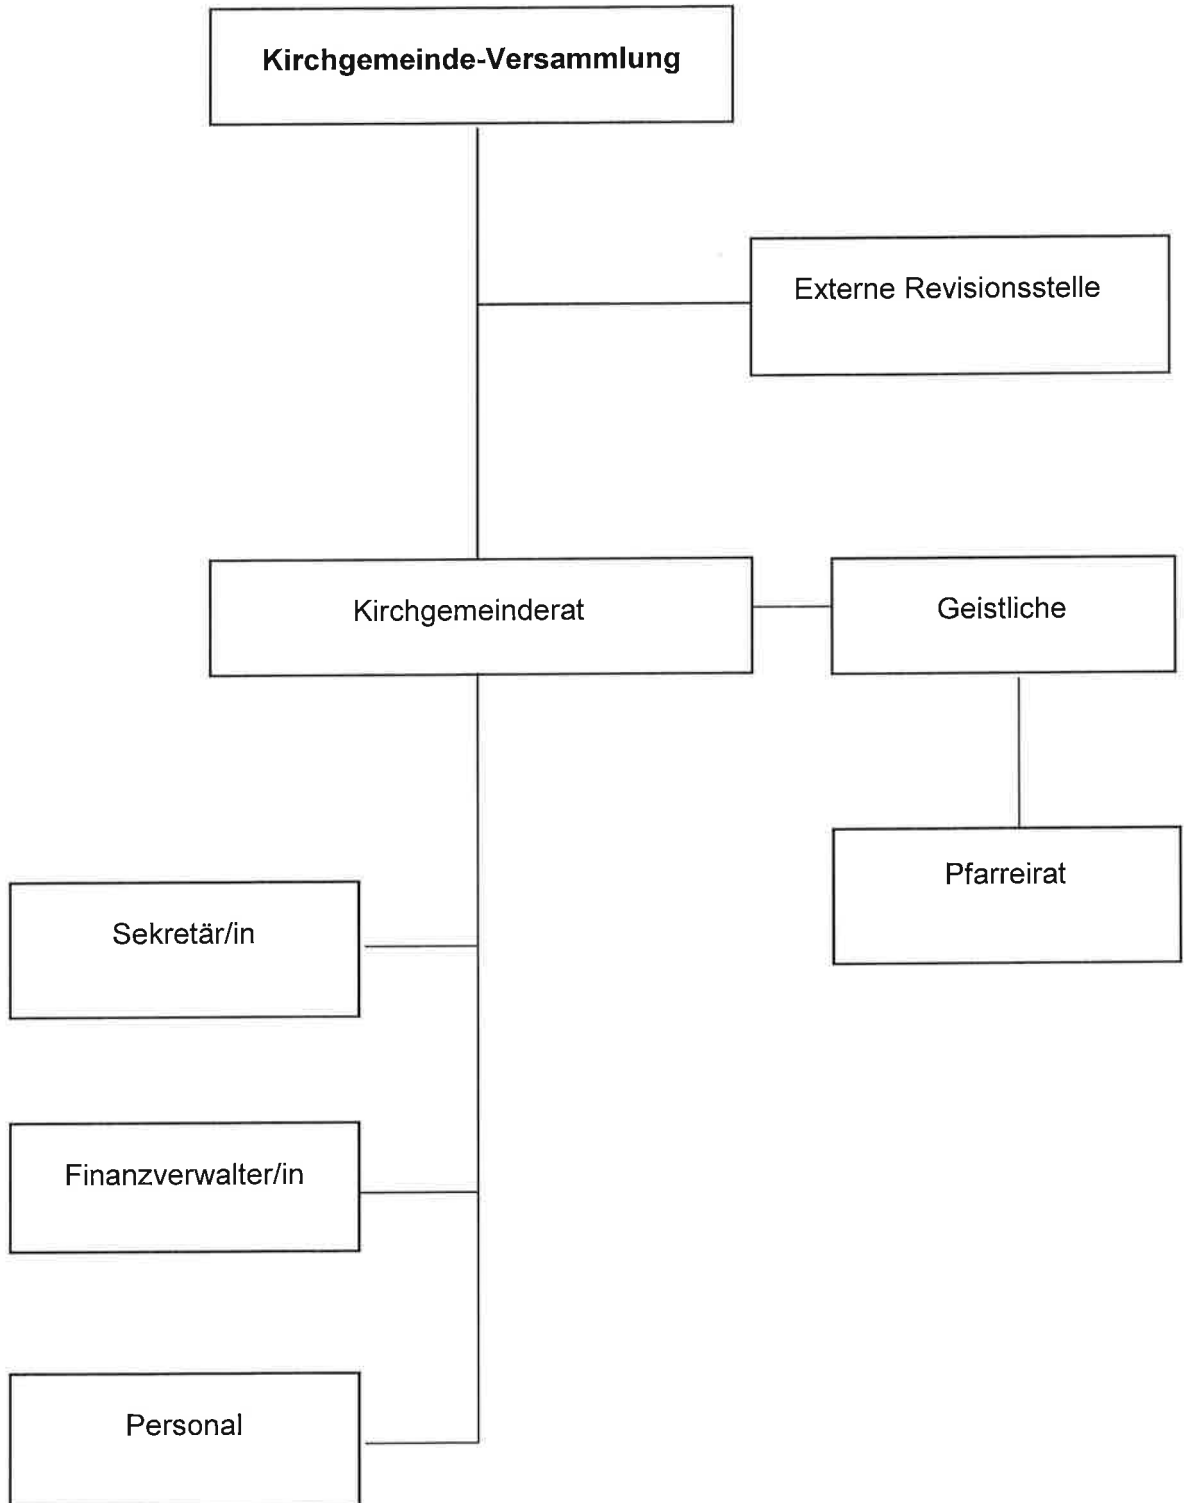 Kirchgemeinde-Versammlung
Externe Revisionsstelle
Kirchgemeinderat
Geistliche
Pfarreirat
Sekretär/in
Finanzverwalter/in
Personal